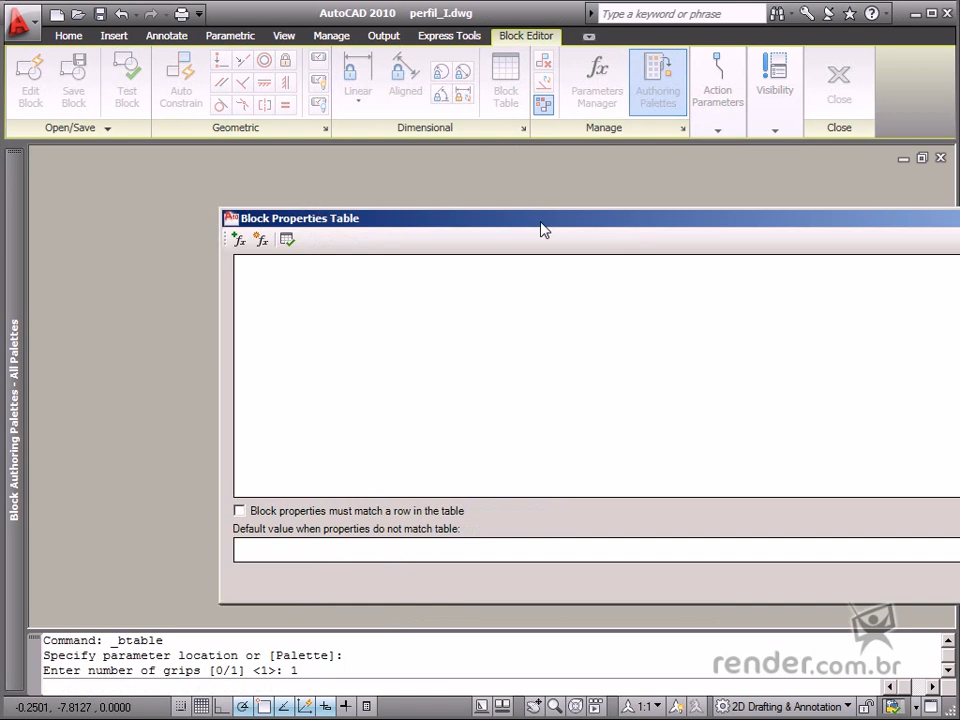 AutoCAD 2010 perfil_I.dwg
Type a keyword or phrase
Home Insert Annotate Parametric View Manage Output Express Tools Block Editor
Edit Block
Save Block
Test Block
Auto Constrain
Linear
Aligned
Block Table
Parameters Manager
Authoring Palettes
Action Parameters
Visibility
Close
Open/Save Geometric Dimensional Manage Close
Block Properties Table
Block Authoring Palettes - All Palettes
Block properties must match a row in the table
Default value when properties do not match table:
Command: _btable
Specify parameter location or [Palette]:
Enter number of grips [0/1] <1>: 1
render.com.br
-0.2501, -7.8127, 0.0000 1:1 2D Drafting & Annotation